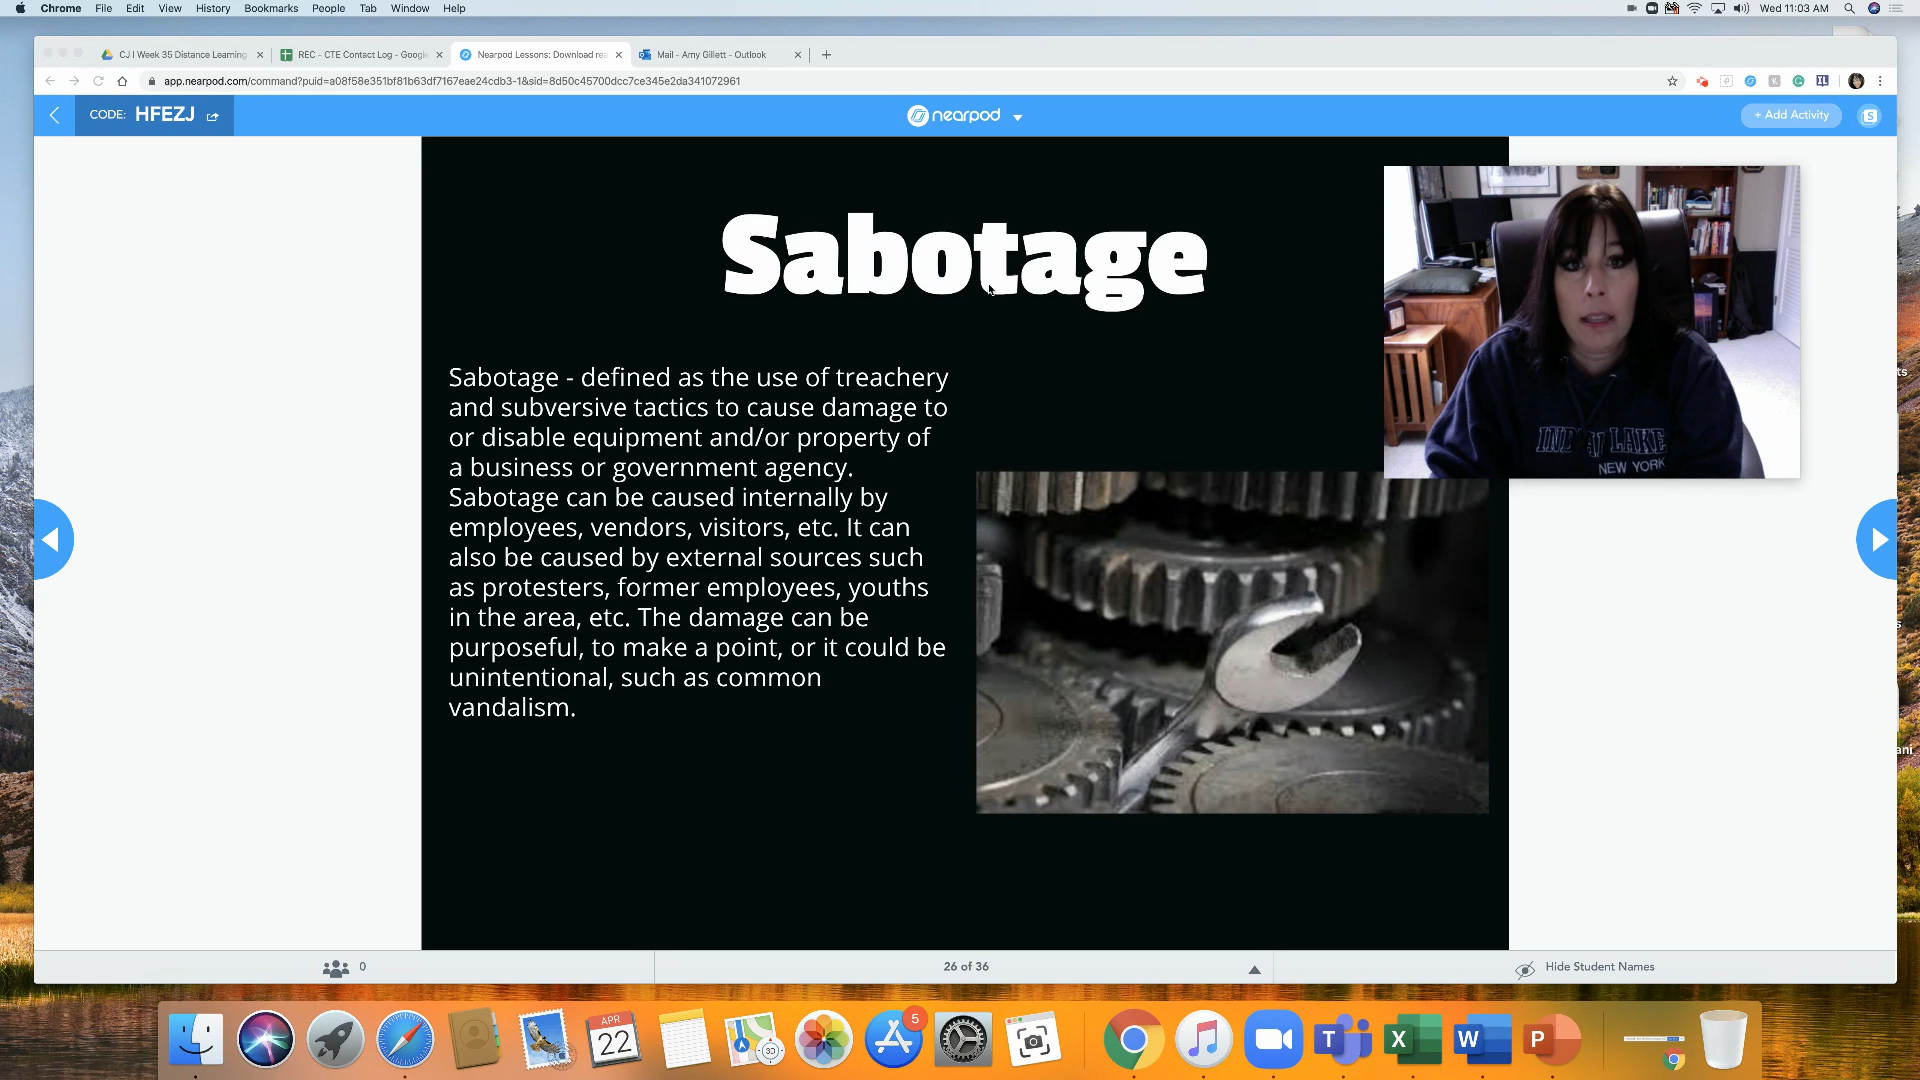 Chrome File Edit View History Bookmarks People Tab Window Help
Wed 11:03 AM
CJ I Week 35 Distance Learning
REC - CTE Contact Log - Google
Nearpod Lessons: Download rea
Mail - Amy Gillett - Outlook
app.nearpod.com/command?puid=a08f58e351bf81b63df7167eae24cdb3-1&sid=8d50c45700dcc7ce345e2da341072961
CODE: HFEZJ
nearpod
+ Add Activity
S
Sabotage
Sabotage - defined as the use of treachery
and subversive tactics to cause damage to
or disable equipment and/or property of
a business or government agency.
Sabotage can be caused internally by
employees, vendors, visitors, etc. It can
also be caused by external sources such
as protesters, former employees, youths
in the area, etc. The damage can be
purposeful, to make a point, or it could be
unintentional, such as common
vandalism.
NEW YORK
0
26 of 36
Hide Student Names
APR
22
5
T
X
W
P